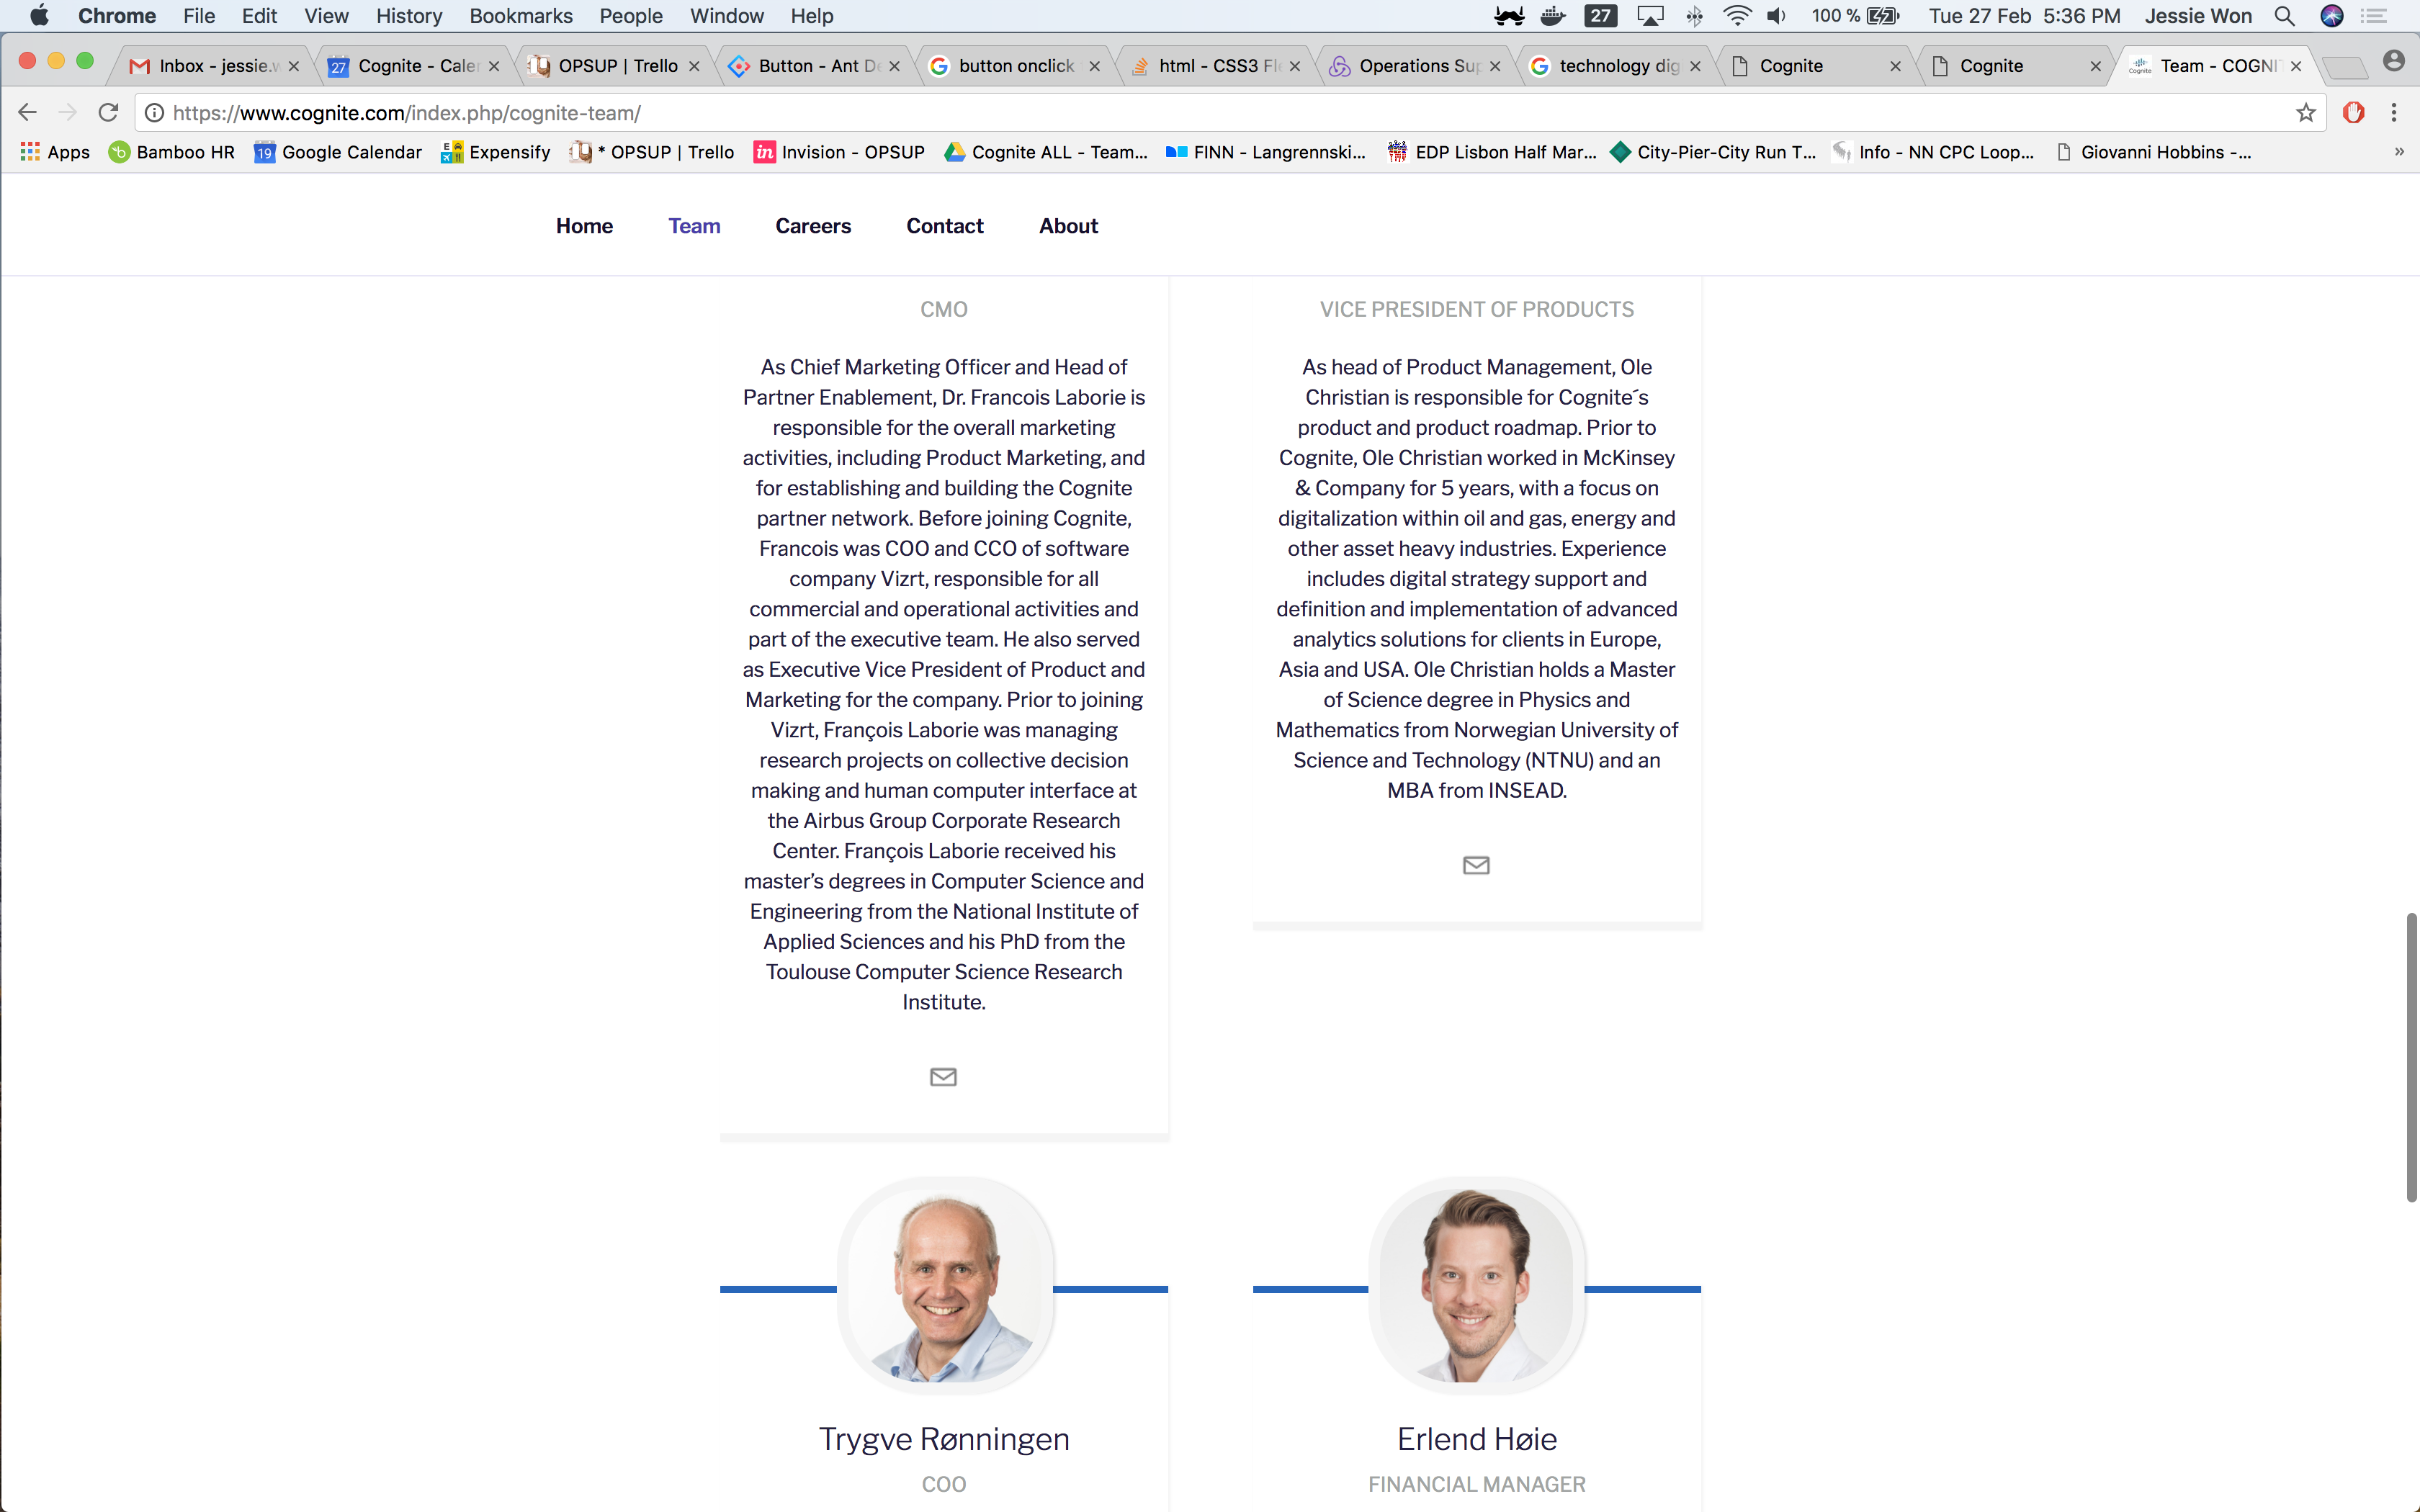 Chrome File Edit View History Bookmarks People Window Help 27 100 % Tue 27 Feb 5:36 PM Jessie Won
Inbox - jessie.w 27 Cognite - Caler OPSUP | Trello Button - Ant De button onclick html - CSS3 Fle Operations Sup technology dig Cognite Cognite Cognite Team - COGNIT
https://www.cognite.com/index.php/cognite-team/
Apps Bamboo HR 19 Google Calendar Expensify * OPSUP | Trello in Invision - OPSUP Cognite ALL - Team... FINN - Langrennski... EDP Lisbon Half Mar... City-Pier-City Run T... Info - NN CPC Loop... Giovanni Hobbins -... »
Home Team Careers Contact About
CMO
As Chief Marketing Officer and Head of
Partner Enablement, Dr. Francois Laborie is
responsible for the overall marketing
activities, including Product Marketing, and
for establishing and building the Cognite
partner network. Before joining Cognite,
Francois was COO and CCO of software
company Vizrt, responsible for all
commercial and operational activities and
part of the executive team. He also served
as Executive Vice President of Product and
Marketing for the company. Prior to joining
Vizrt, François Laborie was managing
research projects on collective decision
making and human computer interface at
the Airbus Group Corporate Research
Center. François Laborie received his
master’s degrees in Computer Science and
Engineering from the National Institute of
Applied Sciences and his PhD from the
Toulouse Computer Science Research
Institute.
VICE PRESIDENT OF PRODUCTS
As head of Product Management, Ole
Christian is responsible for Cognite´s
product and product roadmap. Prior to
Cognite, Ole Christian worked in McKinsey
& Company for 5 years, with a focus on
digitalization within oil and gas, energy and
other asset heavy industries. Experience
includes digital strategy support and
definition and implementation of advanced
analytics solutions for clients in Europe,
Asia and USA. Ole Christian holds a Master
of Science degree in Physics and
Mathematics from Norwegian University of
Science and Technology (NTNU) and an
MBA from INSEAD.
Trygve Rønningen
COO
Erlend Høie
FINANCIAL MANAGER